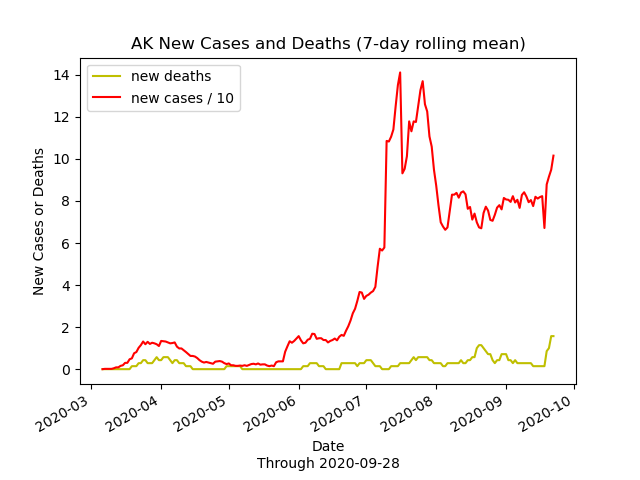 AK New Cases and Deaths (7-day rolling mean)
new deaths
new cases / 10
New Cases or Deaths
14
12
10
8
6
4
2
0
2020-03
2020-04
2020-05
2020-06
2020-07
2020-08
2020-09
2020-10
Date
Through 2020-09-28